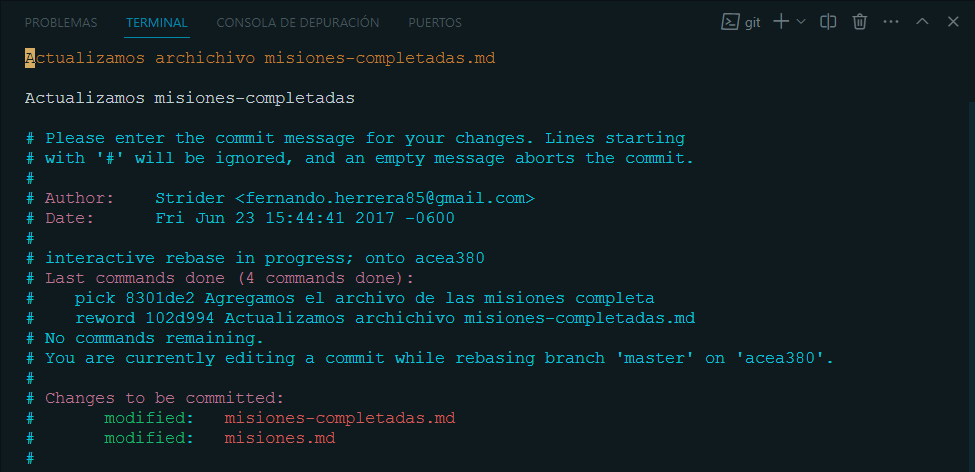 PROBLEMAS TERMINAL CONSOLA DE DEPURACIÓN PUERTOS git
Actualizamos archichivo misiones-completadas.md
Actualizamos misiones-completadas
# Please enter the commit message for your changes. Lines starting
# with '#' will be ignored, and an empty message aborts the commit.
#
# Author:    Strider <fernando.herrera85@gmail.com>
# Date:      Fri Jun 23 15:44:41 2017 -0600
#
# interactive rebase in progress; onto acea380
# Last commands done (4 commands done):
#    pick 8301de2 Agregamos el archivo de las misiones completa
#    reword 102d994 Actualizamos archichivo misiones-completadas.md
# No commands remaining.
# You are currently editing a commit while rebasing branch 'master' on 'acea380'.
#
# Changes to be committed:
#       modified:   misiones-completadas.md
#       modified:   misiones.md
#